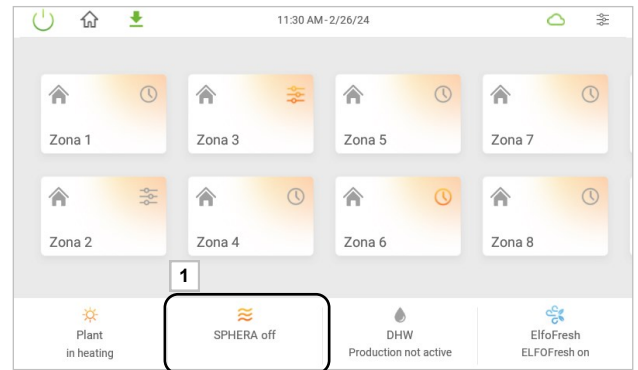 11:30 AM - 2/26/24
Zona 1
Zona 3
Zona 5
Zona 7
Zona 2
Zona 4
Zona 6
Zona 8
1
Plant
in heating
SPHERA off
DHW
Production not active
ElfoFresh
ELFOFresh on